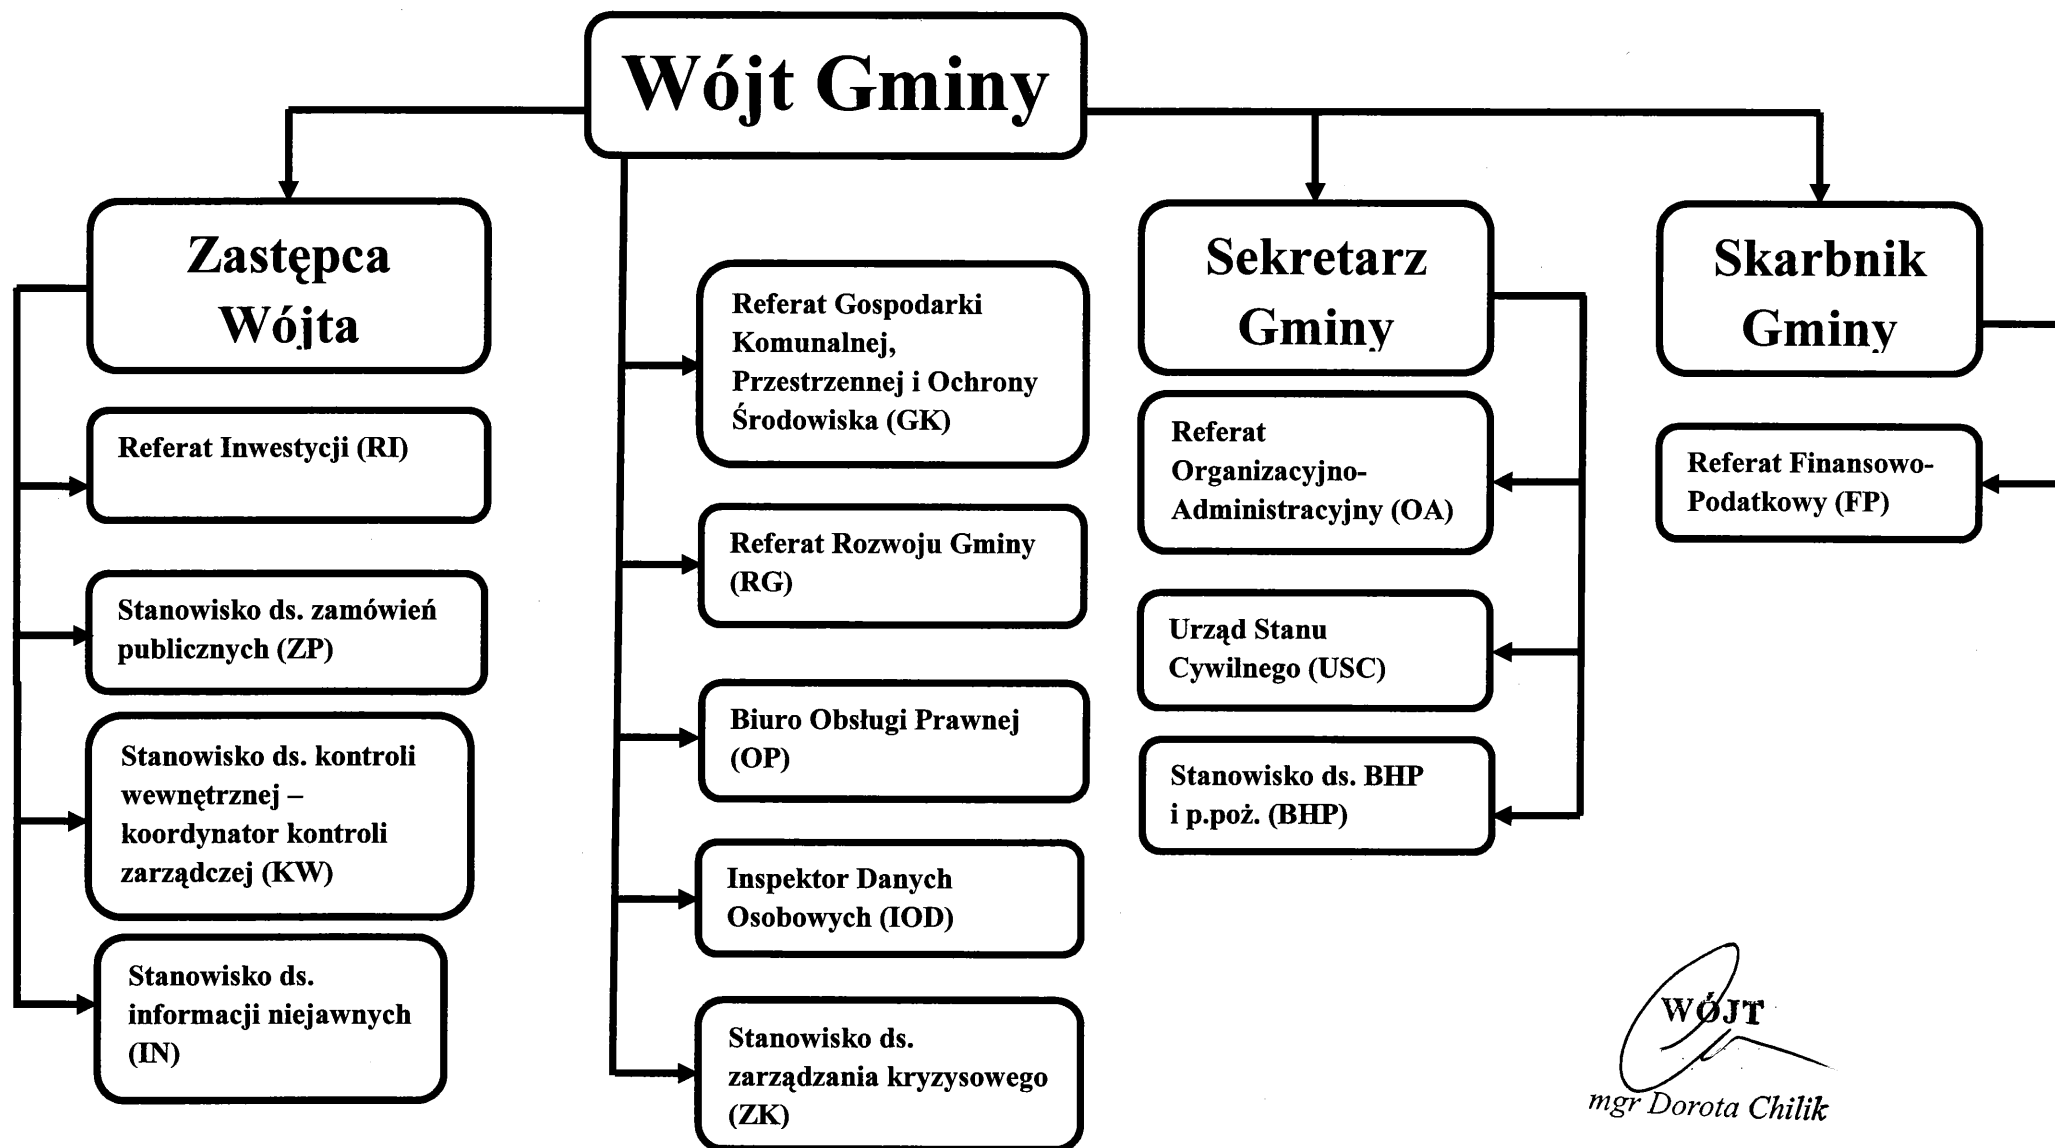 Wójt Gminy
Zastępca
Wójta
Referat Inwestycji (RI)
Stanowisko ds. zamówień
publicznych (ZP)
Stanowisko ds. kontroli
wewnętrznej –
koordynator kontroli
zarządczej (KW)
Stanowisko ds.
informacji niejawnych
(IN)
Referat Gospodarki
Komunalnej,
Przestrzennej i Ochrony
Środowiska (GK)
Referat Rozwoju Gminy
(RG)
Biuro Obsługi Prawnej
(OP)
Inspektor Danych
Osobowych (IOD)
Stanowisko ds.
zarządzania kryzysowego
(ZK)
Sekretarz
Gminy
Referat
Organizacyjno-
Administracyjny (OA)
Urząd Stanu
Cywilnego (USC)
Stanowisko ds. BHP
i p.poż. (BHP)
Skarbnik
Gminy
Referat Finansowo-
Podatkowy (FP)
WÓJT
mgr Dorota Chilik